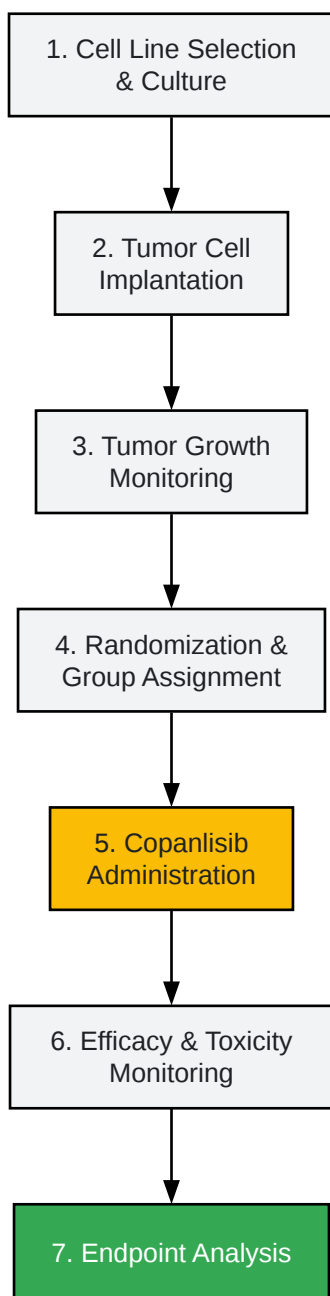 1. Cell Line Selection
& Culture
2. Tumor Cell
Implantation
3. Tumor Growth
Monitoring
4. Randomization &
Group Assignment
5. Copanlisib
Administration
6. Efficacy & Toxicity
Monitoring
7. Endpoint Analysis